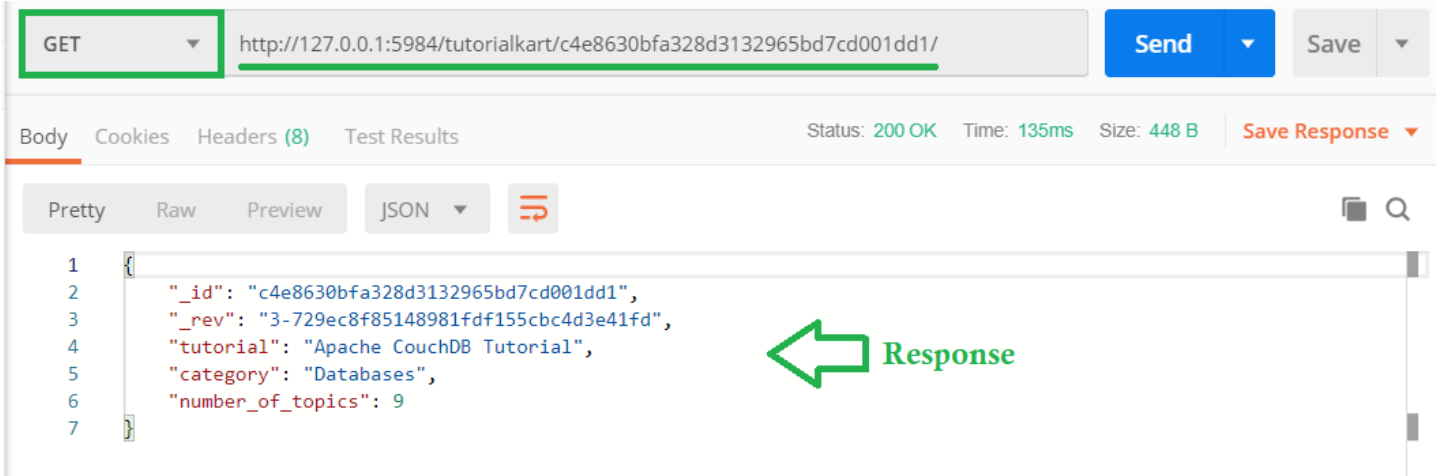 GET http://127.0.0.1:5984/tutorialkart/c4e8630bfa328d3132965bd7cd001dd1/ Send Save
Body Cookies Headers (8) Test Results Status: 200 OK Time: 135ms Size: 448 B Save Response
Pretty Raw Preview JSON
1 {
2 "_id": "c4e8630bfa328d3132965bd7cd001dd1",
3 "_rev": "3-729ec8f85148981fdf155cbc4d3e41fd",
4 "tutorial": "Apache CouchDB Tutorial",
5 "category": "Databases",
6 "number_of_topics": 9
7 }
Response